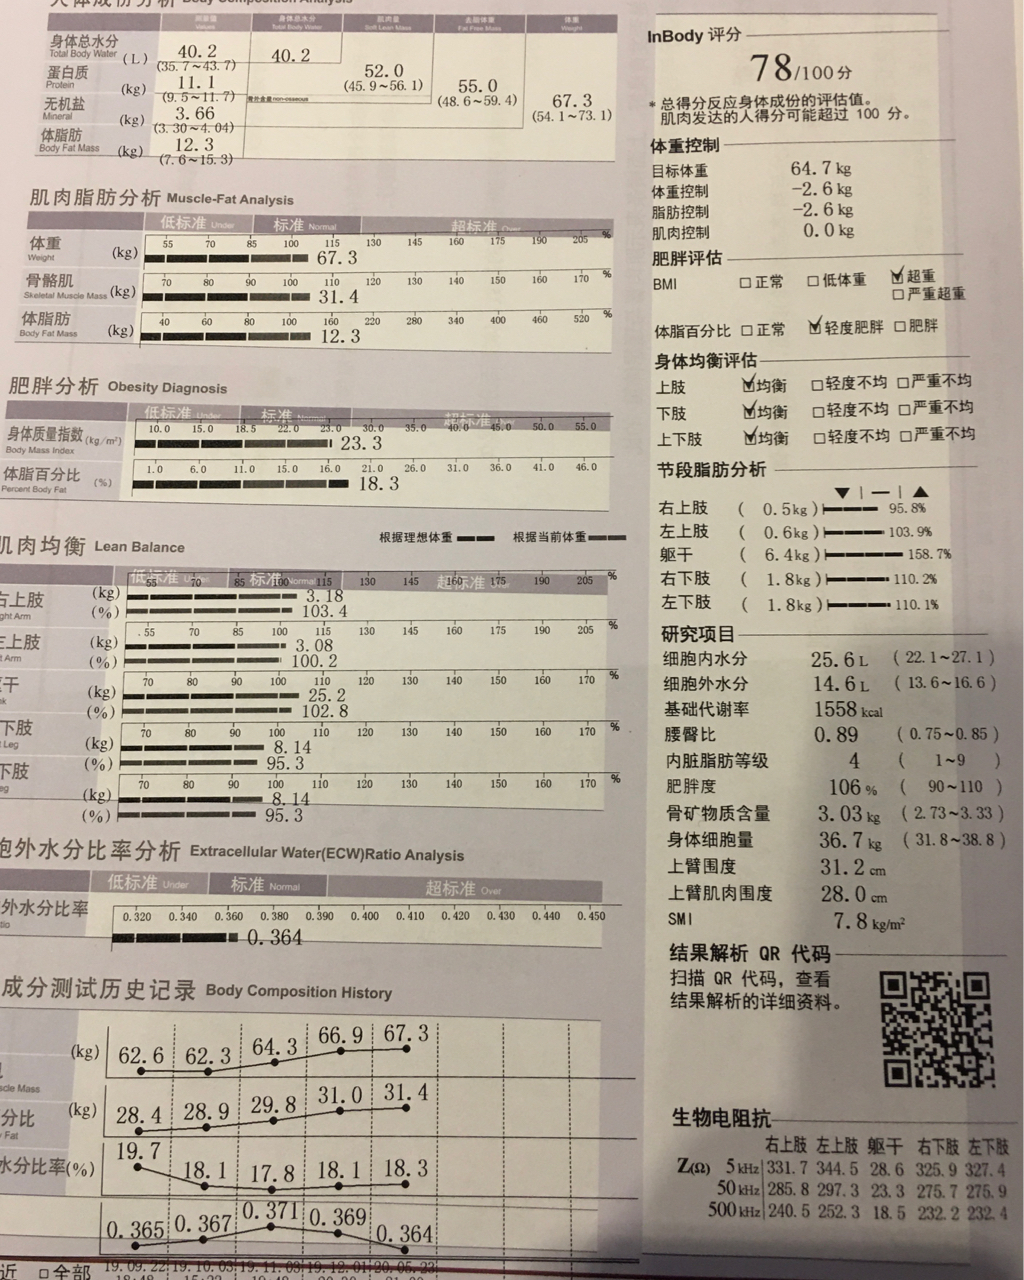 人体成份分析 Body Composition Analysis
身体总水分 Total Body Water (L) 40.2 (35.7~43.7) 40.2
蛋白质 Protein (kg) 11.1 (9.5~11.7) 52.0 (45.9~56.1) 55.0 (48.6~59.4) 67.3 (54.1~73.1)
无机盐 Mineral (kg) 3.66 (3.30~4.04) non-osseous
体脂肪 Body Fat Mass (kg) 12.3 (7.6~15.3)
测量值 Values 身体总水分 Total Body Water 肌肉量 Soft Lean Mass 去脂体重 Fat Free Mass 体重 Weight
肌肉脂肪分析 Muscle-Fat Analysis
低标准 Under 标准 Normal 超标准 Over
体重 Weight (kg) 55 70 85 100 115 130 145 160 175 190 205 % 67.3
骨骼肌 Skeletal Muscle Mass (kg) 70 80 90 100 110 120 130 140 150 160 170 % 31.4
体脂肪 Body Fat Mass (kg) 40 60 80 100 160 220 280 340 400 460 520 % 12.3
肥胖分析 Obesity Diagnosis
低标准 Under 标准 Normal 超标准
身体质量指数 Body Mass Index (kg/m²) 10.0 15.0 18.5 22.0 23.0 30.0 35.0 40.0 45.0 50.0 55.0 23.3
体脂百分比 Percent Body Fat (%) 1.0 6.0 11.0 15.0 16.0 21.0 26.0 31.0 36.0 41.0 46.0 18.3
肌肉均衡 Lean Balance
根据理想体重 根据当前体重
低标准 Under 标准 Normal 超标准
右上肢 ght Arm (kg) (%) 55 70 85 100 115 130 145 160 175 190 205 % 3.18 103.4
左上肢 t Arm (kg) (%) 55 70 85 100 115 130 145 160 175 190 205 % 3.08 100.2
干 nk (kg) (%) 70 80 90 100 110 120 130 140 150 160 170 % 25.2 102.8
下肢 Leg (kg) (%) 70 80 90 100 110 120 130 140 150 160 170 % 8.14 95.3
下肢 eg (kg) (%) 70 80 90 100 110 120 130 140 150 160 170 % 8.14 95.3
胞外水分比率分析 Extracellular Water(ECW)Ratio Analysis
低标准 Under 标准 Normal 超标准 Over
外水分比率 tio 0.320 0.340 0.360 0.380 0.390 0.400 0.410 0.420 0.430 0.440 0.450 0.364
成分测试历史记录 Body Composition History
(kg) 62.6 62.3 64.3 66.9 67.3
scle Mass (kg) 28.4 28.9 29.8 31.0 31.4
分比 Fat
水分比率 (%) 19.7 18.1 17.8 18.1 18.3
0.365 0.367 0.371 0.369 0.364
近 □全部 19.09.22 19.10.03 19.11.03 19.12.01 20.05.23
InBody 评分
78/100分
* 总得分反应身体成份的评估值。
肌肉发达的人得分可能超过 100 分。
体重控制
目标体重 64.7 kg
体重控制 -2.6 kg
脂肪控制 -2.6 kg
肌肉控制 0.0 kg
肥胖评估
BMI □正常 □低体重 ☑超重
□严重超重
体脂百分比 □正常 ☑轻度肥胖 □肥胖
身体均衡评估
上肢 ☑均衡 □轻度不均 □严重不均
下肢 ☑均衡 □轻度不均 □严重不均
上下肢 ☑均衡 □轻度不均 □严重不均
节段脂肪分析
▼ | — | ▲
右上肢 ( 0.5kg ) 95.8%
左上肢 ( 0.6kg ) 103.9%
躯干 ( 6.4kg ) 158.7%
右下肢 ( 1.8kg ) 110.2%
左下肢 ( 1.8kg ) 110.1%
研究项目
细胞内水分 25.6 L ( 22.1~27.1 )
细胞外水分 14.6 L ( 13.6~16.6 )
基础代谢率 1558 kcal
腰臀比 0.89 ( 0.75~0.85 )
内脏脂肪等级 4 ( 1~9 )
肥胖度 106 % ( 90~110 )
骨矿物质含量 3.03 kg ( 2.73~3.33 )
身体细胞量 36.7 kg ( 31.8~38.8 )
上臂围度 31.2 cm
上臂肌肉围度 28.0 cm
SMI 7.8 kg/m²
结果解析 QR 代码
扫描 QR 代码，查看
结果解析的详细资料。
生物电阻抗
右上肢 左上肢 躯干 右下肢 左下肢
Z(Ω) 5 kHz 331.7 344.5 28.6 325.9 327.4
50 kHz 285.8 297.3 23.3 275.7 275.9
500 kHz 240.5 252.3 18.5 232.2 232.4